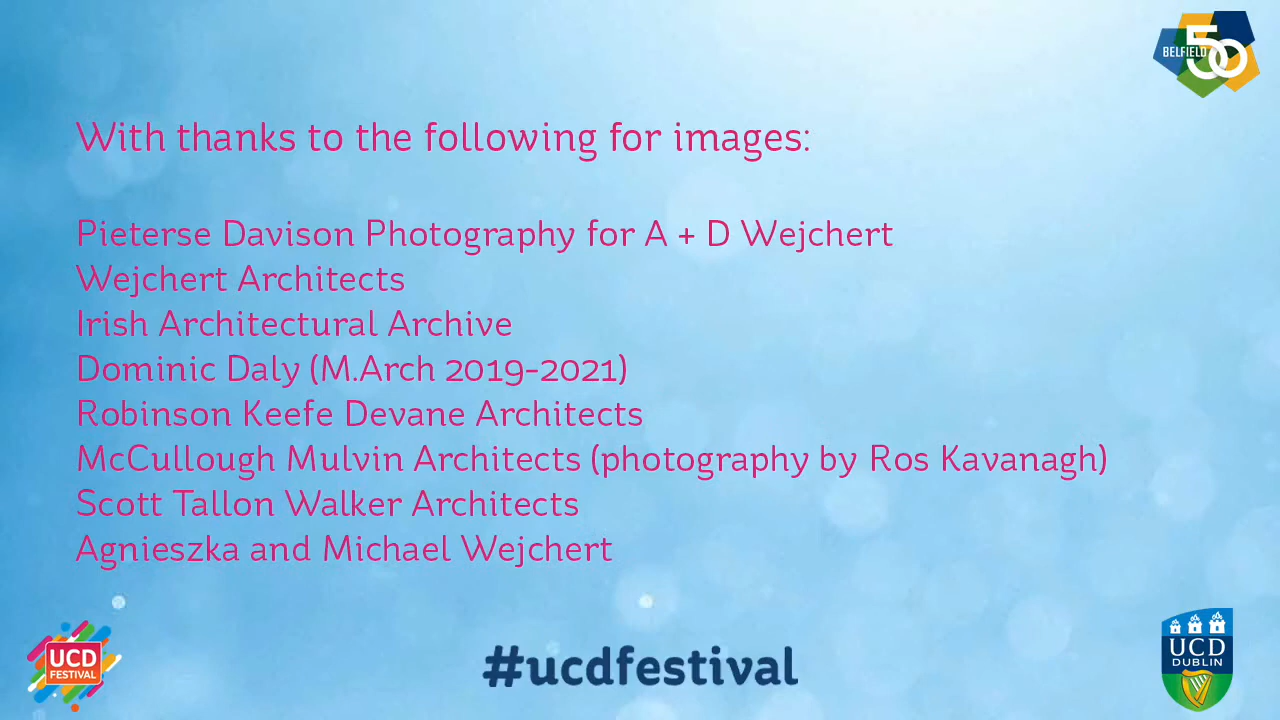 BELFIELD 50
With thanks to the following for images:
Pieterse Davison Photography for A + D Wejchert
Wejchert Architects
Irish Architectural Archive
Dominic Daly (M.Arch 2019-2021)
Robinson Keefe Devane Architects
McCullough Mulvin Architects (photography by Ros Kavanagh)
Scott Tallon Walker Architects
Agnieszka and Michael Wejchert
UCD
FESTIVAL
#ucdfestival
UCD
DUBLIN